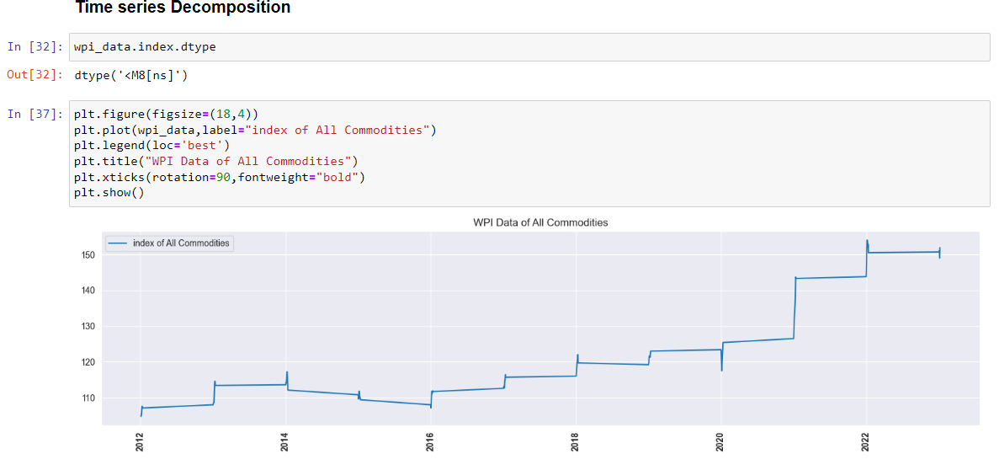 Time series Decomposition
In [32]: wpi_data.index.dtype
Out[32]: dtype('<M8[ns]')
In [37]: plt.figure(figsize=(18,4))
plt.plot(wpi_data,label="index of All Commodities")
plt.legend(loc='best')
plt.title("WPI Data of All Commodities")
plt.xticks(rotation=90,fontweight="bold")
plt.show()
WPI Data of All Commodities
index of All Commodities
150
140
130
120
110
2012 2014 2016 2018 2020 2022